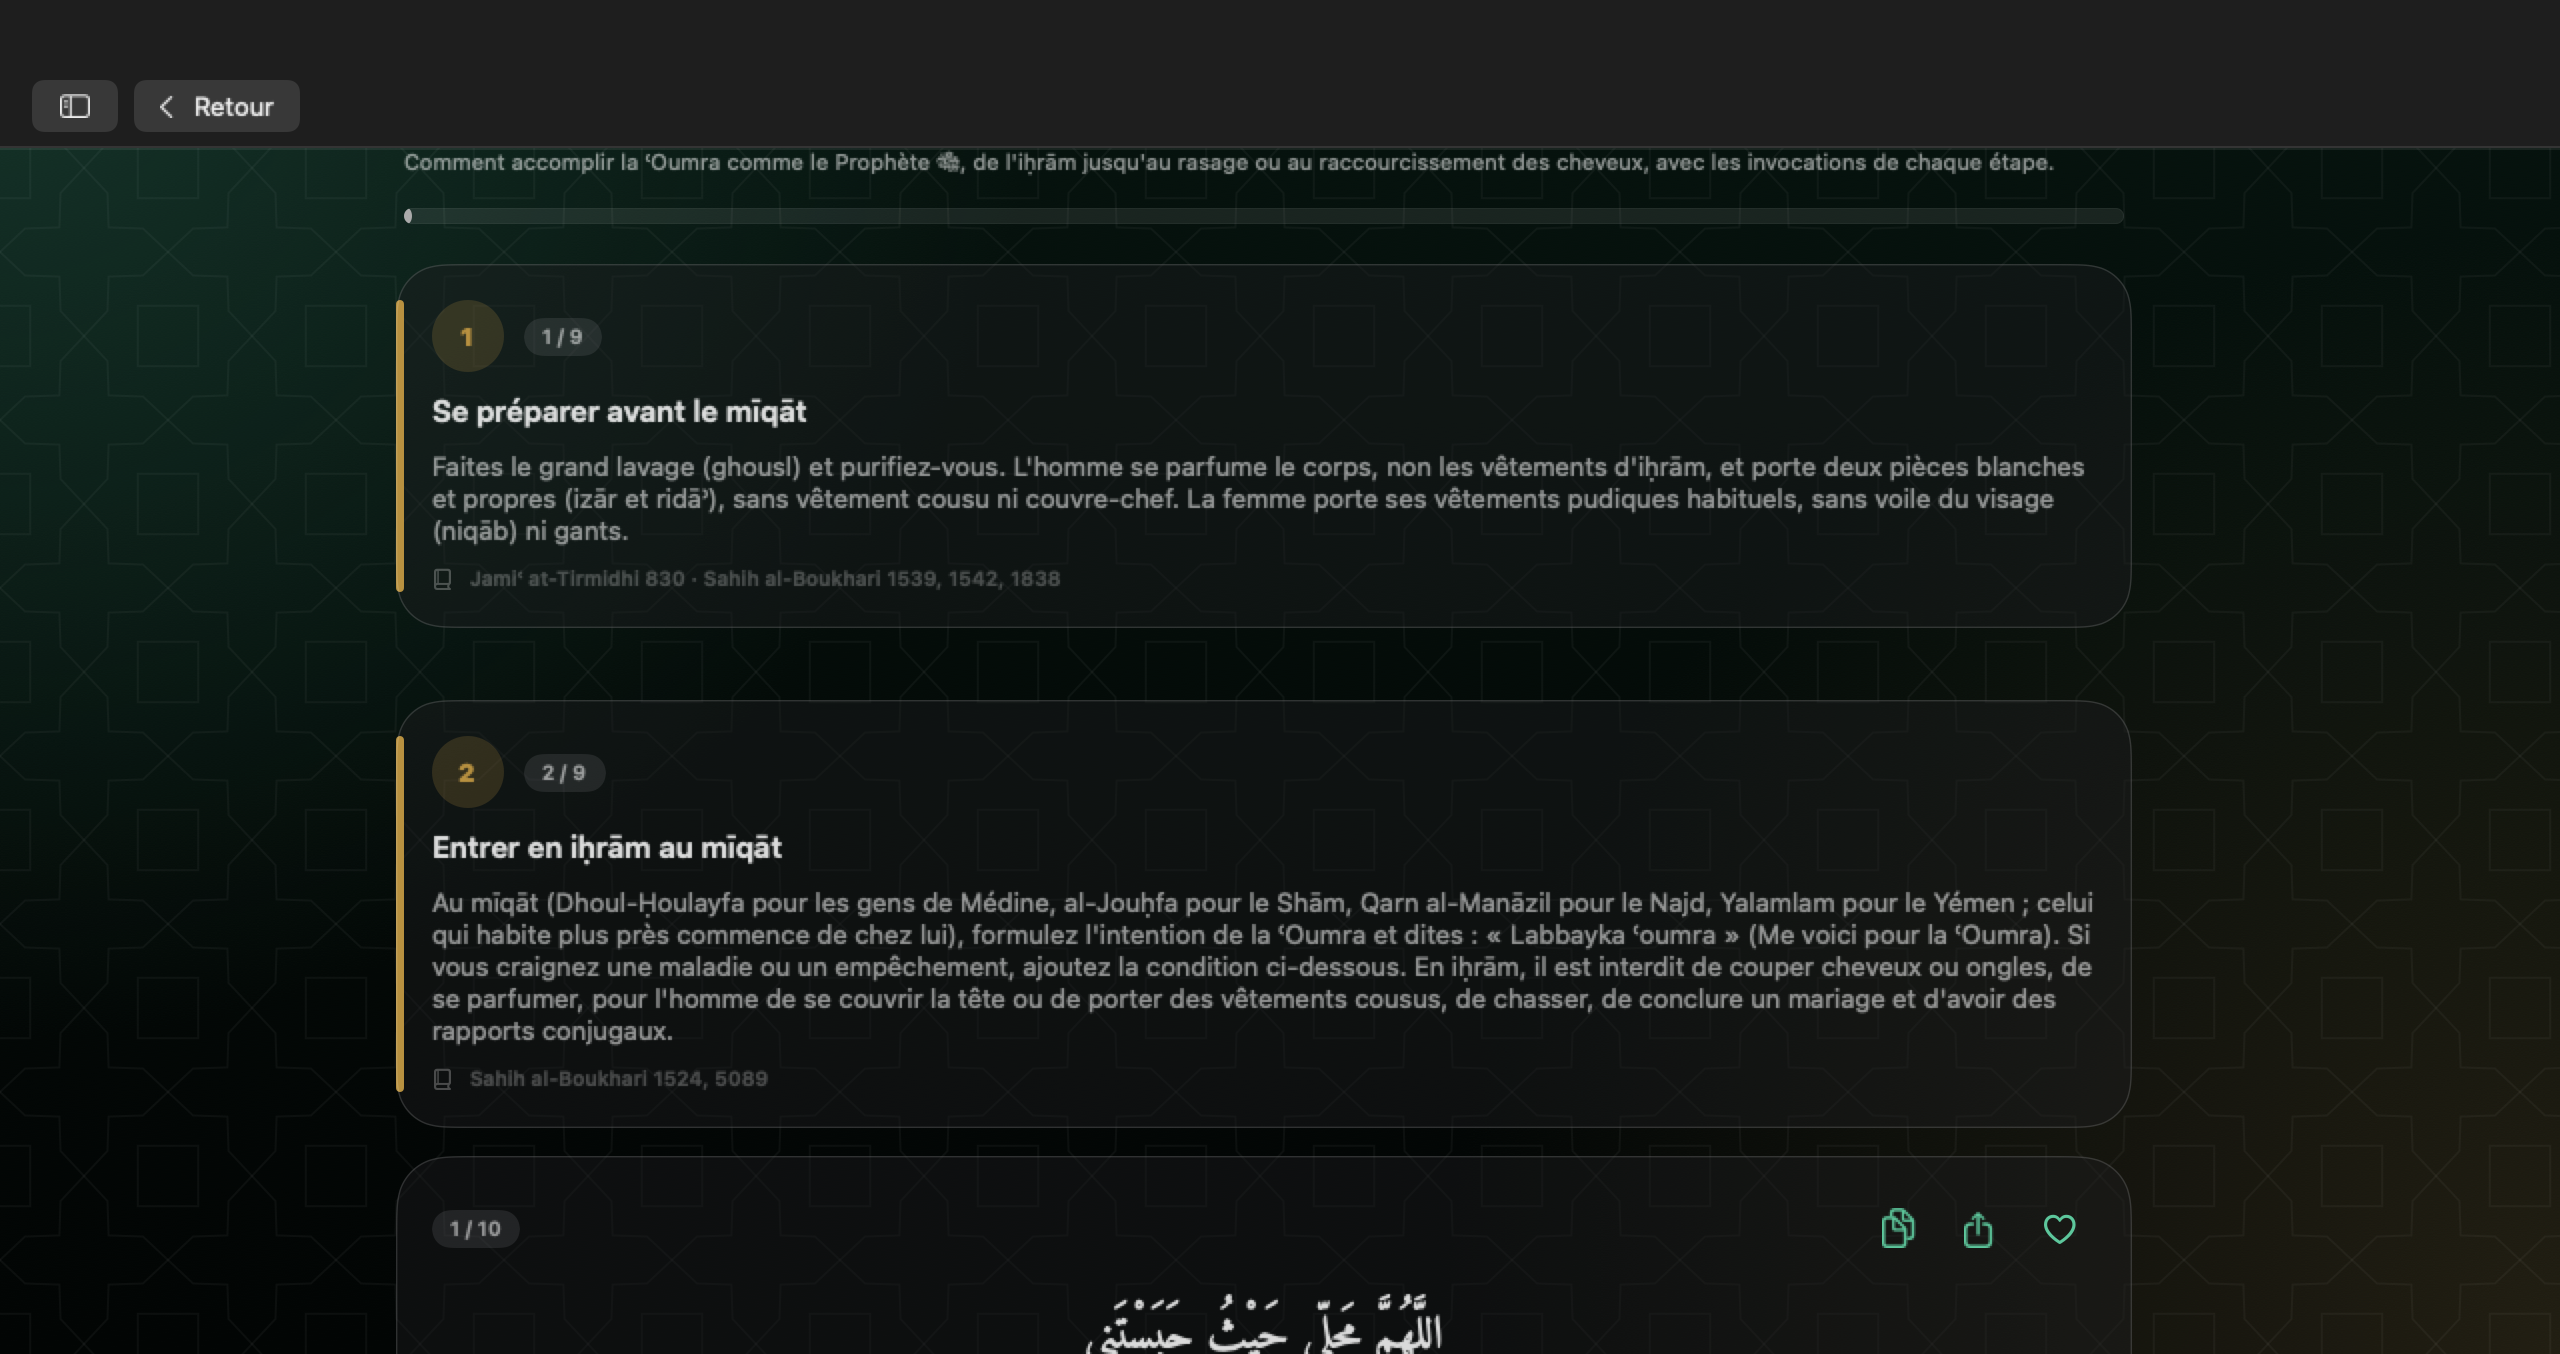 Retour
Comment accomplir la ʿOumra comme le Prophète ﷺ, de l'iḥrām jusqu'au rasage ou au raccourcissement des cheveux, avec les invocations de chaque étape.
1
1 / 9
Se préparer avant le mīqāt
Faites le grand lavage (ghousl) et purifiez-vous. L'homme se parfume le corps, non les vêtements d'iḥrām, et porte deux pièces blanches
et propres (izār et ridāʾ), sans vêtement cousu ni couvre-chef. La femme porte ses vêtements pudiques habituels, sans voile du visage
(niqāb) ni gants.
Jamiʿ at-Tirmidhi 830 · Sahih al-Boukhari 1539, 1542, 1838
2
2 / 9
Entrer en iḥrām au mīqāt
Au mīqāt (Dhoul-Ḥoulayfa pour les gens de Médine, al-Jouḥfa pour le Shām, Qarn al-Manāzil pour le Najd, Yalamlam pour le Yémen ; celui
qui habite plus près commence de chez lui), formulez l'intention de la ʿOumra et dites : « Labbayka ʿoumra » (Me voici pour la ʿOumra). Si
vous craignez une maladie ou un empêchement, ajoutez la condition ci-dessous. En iḥrām, il est interdit de couper cheveux ou ongles, de
se parfumer, pour l'homme de se couvrir la tête ou de porter des vêtements cousus, de chasser, de conclure un mariage et d'avoir des
rapports conjugaux.
Sahih al-Boukhari 1524, 5089
1 / 10
اللَّهُمَّ مَحِلِّي حَيْثُ حَبَسْتَنِي